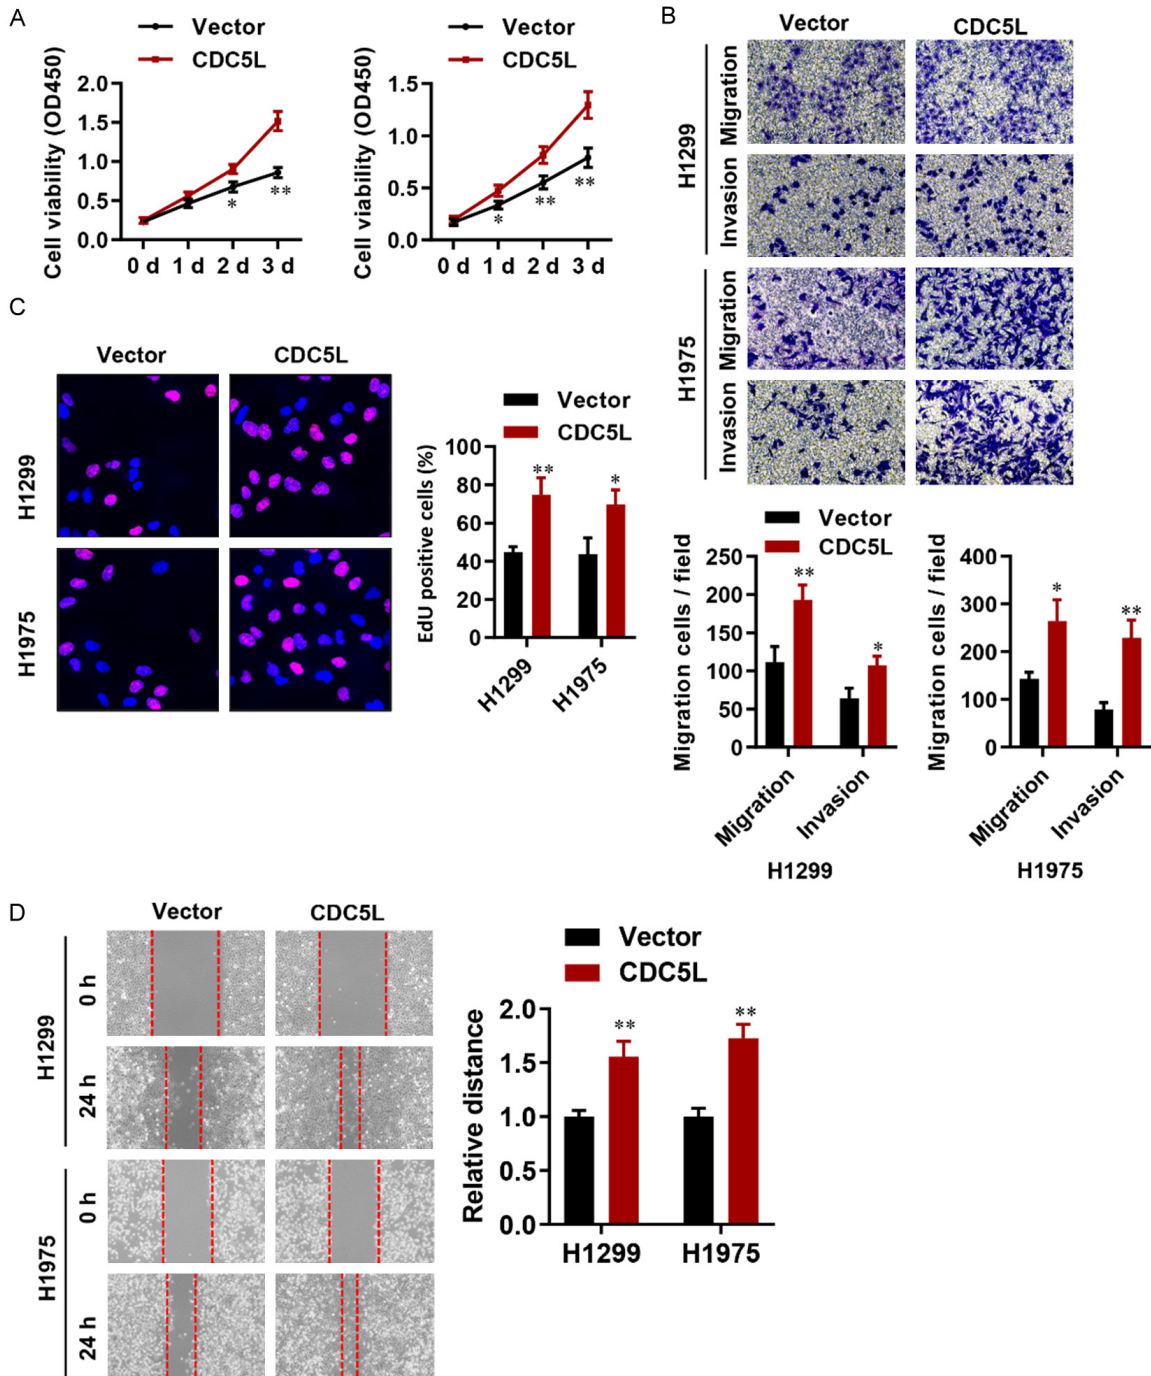 A
Vector
CDC5L
Cell viability (OD450)
2.0
1.5
1.0
0.5
0.0
0 d 1 d 2 d 3 d
*
**
Vector
CDC5L
Cell viability (OD450)
1.5
1.0
0.5
0.0
0 d 1 d 2 d 3 d
*
**
**
B
Vector CDC5L
H1299
Migration
Invasion
H1975
Migration
Invasion
Vector
CDC5L
Migration cells / field
250
200
150
100
50
0
**
*
Migration
Invasion
H1299
Migration cells / field
400
300
200
100
0
*
**
Migration
Invasion
H1975
C
Vector CDC5L
H1299
H1975
Vector
CDC5L
EdU positive cells (%)
100
80
60
40
20
0
**
*
H1299
H1975
D
Vector CDC5L
H1299
0 h
24 h
H1975
0 h
24 h
Vector
CDC5L
Relative distance
2.0
1.5
1.0
0.5
0.0
**
**
H1299 H1975